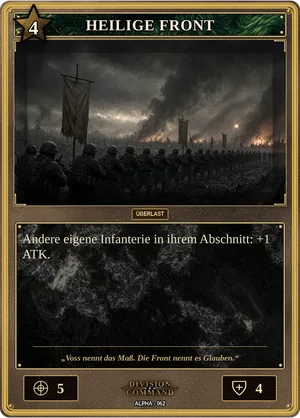 4
HEILIGE FRONT
ÜBERLAST
Andere eigene Infanterie in ihrem Abschnitt: +1
ATK.
„Voss nennt das Maß. Die Front nennt es Glauben.“
5
DIVISION
COMMAND
ALPHA 062
4